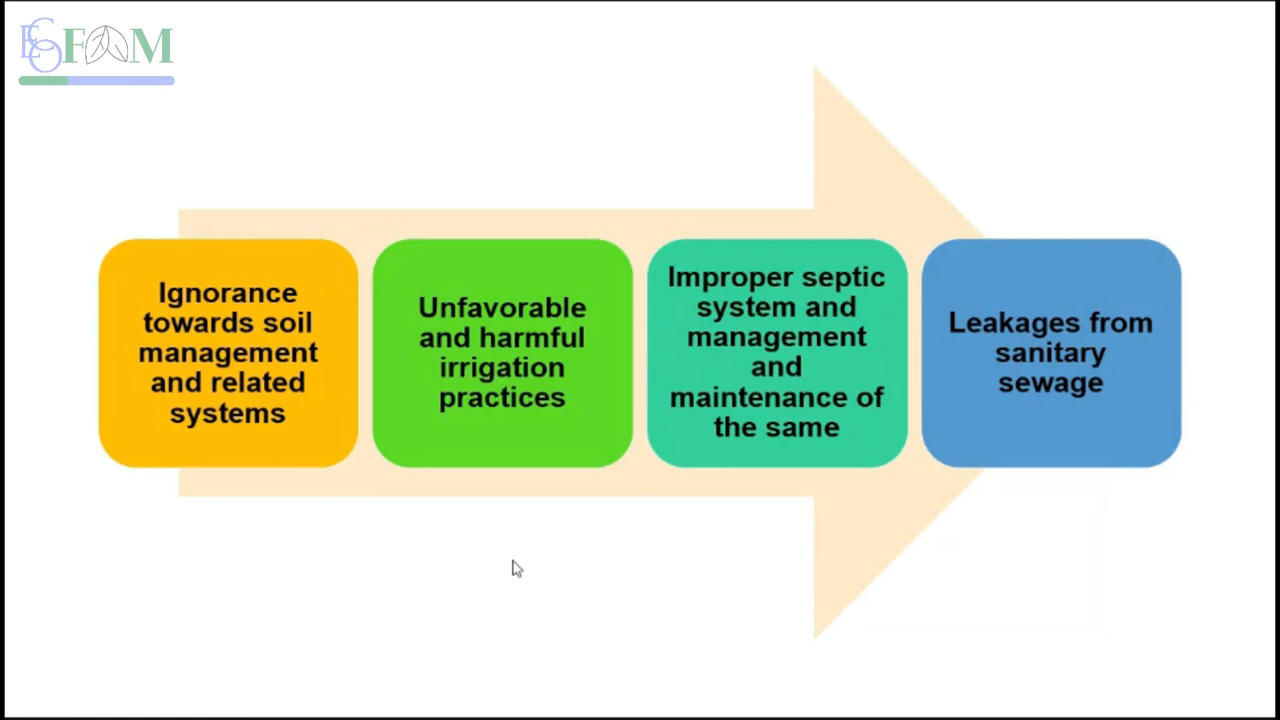 ECOFAM
Ignorance
towards soil
management
and related
systems
Unfavorable
and harmful
irrigation
practices
Improper septic
system and
management
and
maintenance of
the same
Leakages from
sanitary
sewage